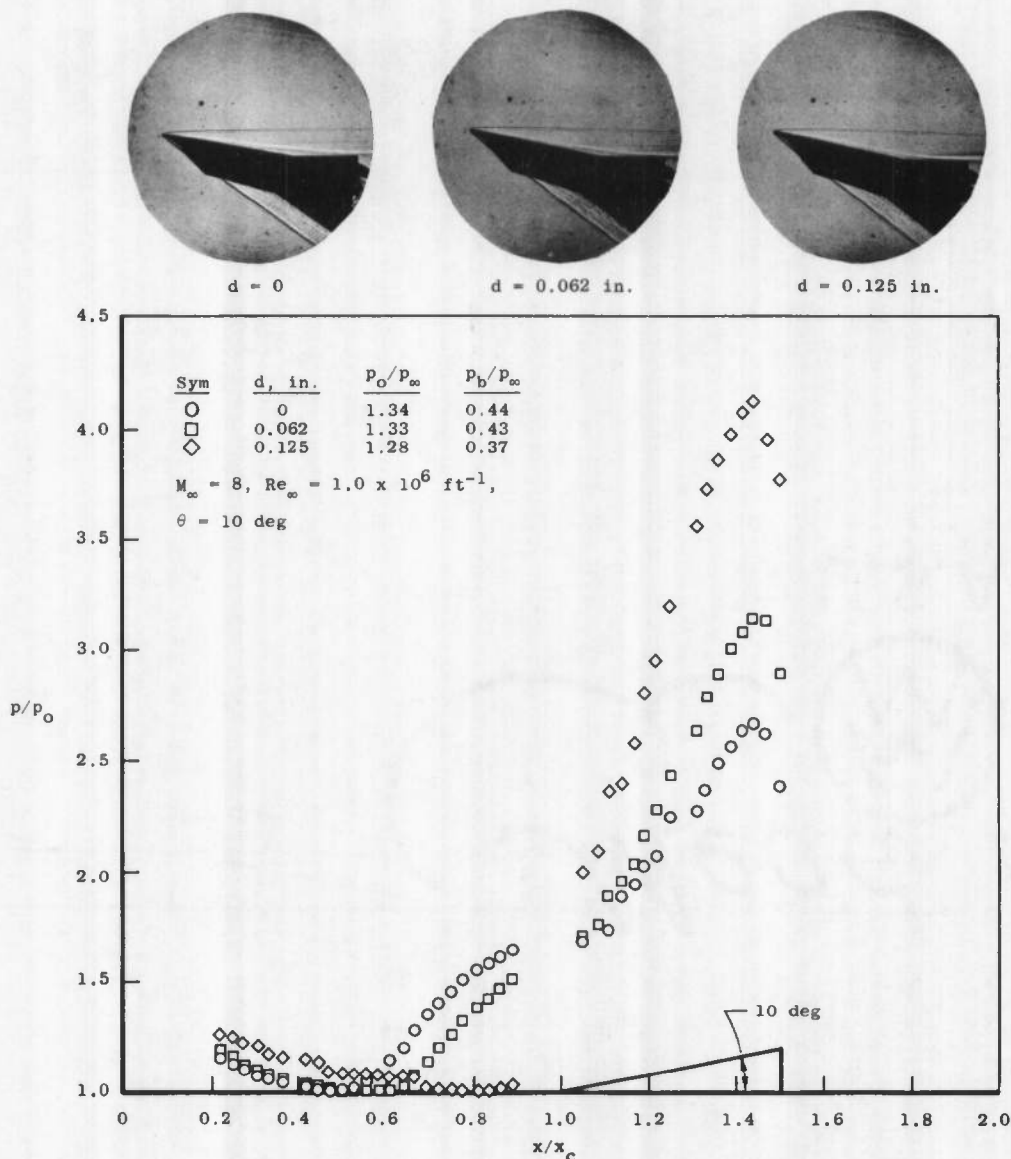 d = 0
d = 0.062 in.
d = 0.125 in.
Sym d, in. p_o/p_∞ p_b/p_∞
○ 0 1.34 0.44
□ 0.062 1.33 0.43
◇ 0.125 1.28 0.37
M_∞ = 8, Re_∞ = 1.0 x 10^6 ft^-1,
θ = 10 deg
4.5
4.0
3.5
3.0
p/p_o
2.5
2.0
1.5
10 deg
1.0
0 0.2 0.4 0.6 0.8 1.0 1.2 1.4 1.6 1.8 2.0
x/x_c